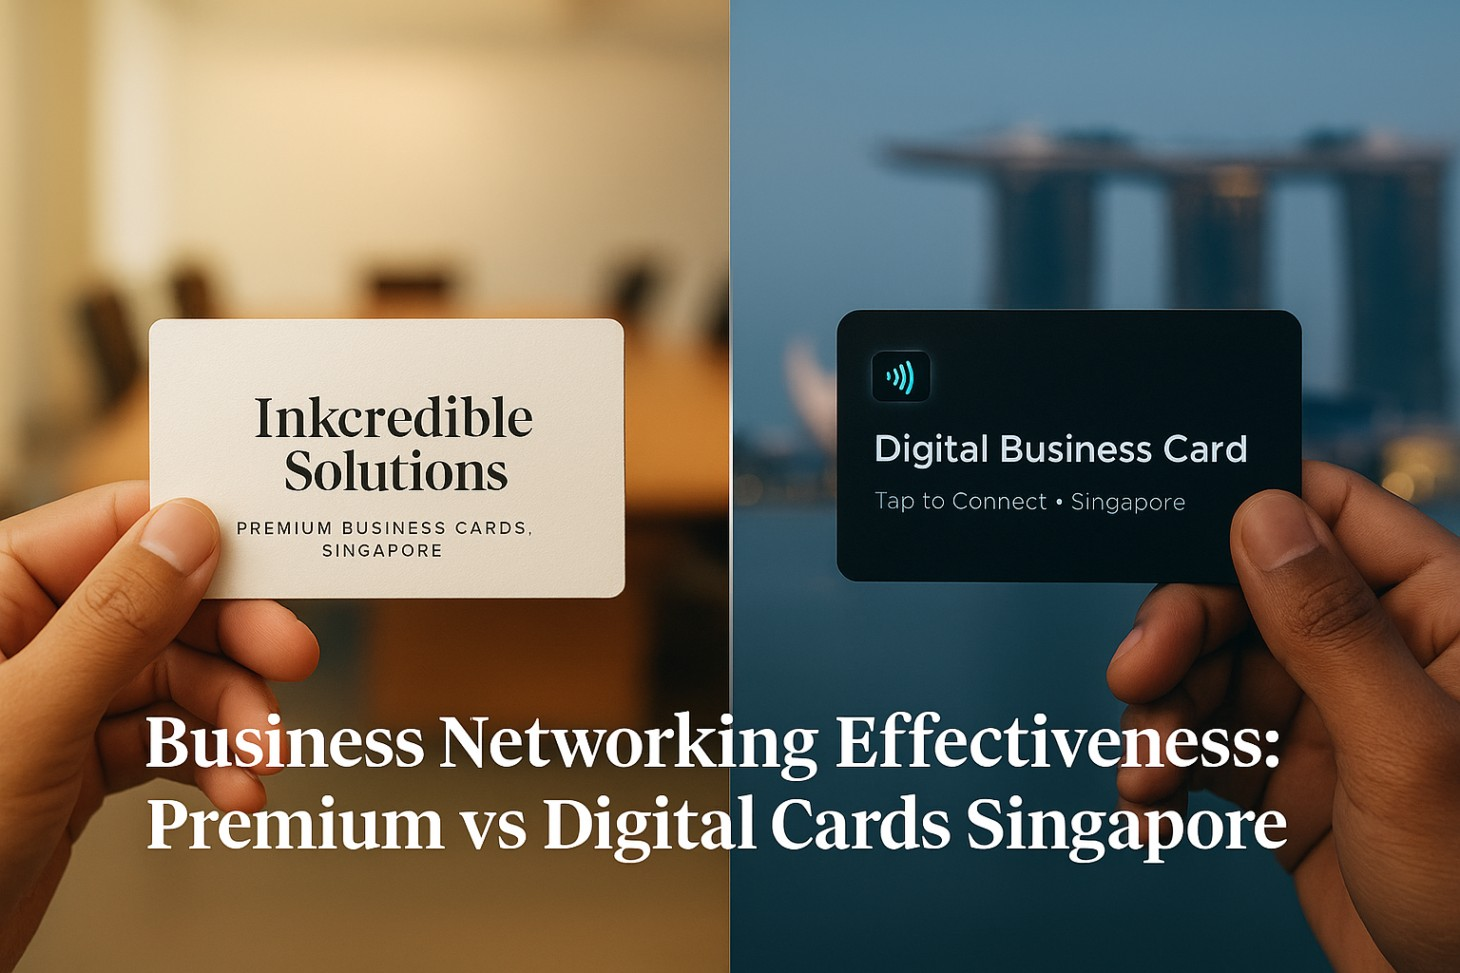 Inkcredible
Solutions
PREMIUM BUSINESS CARDS,
SINGAPORE
Digital Business Card
Tap to Connect • Singapore
Business Networking Effectiveness:
Premium vs Digital Cards Singapore